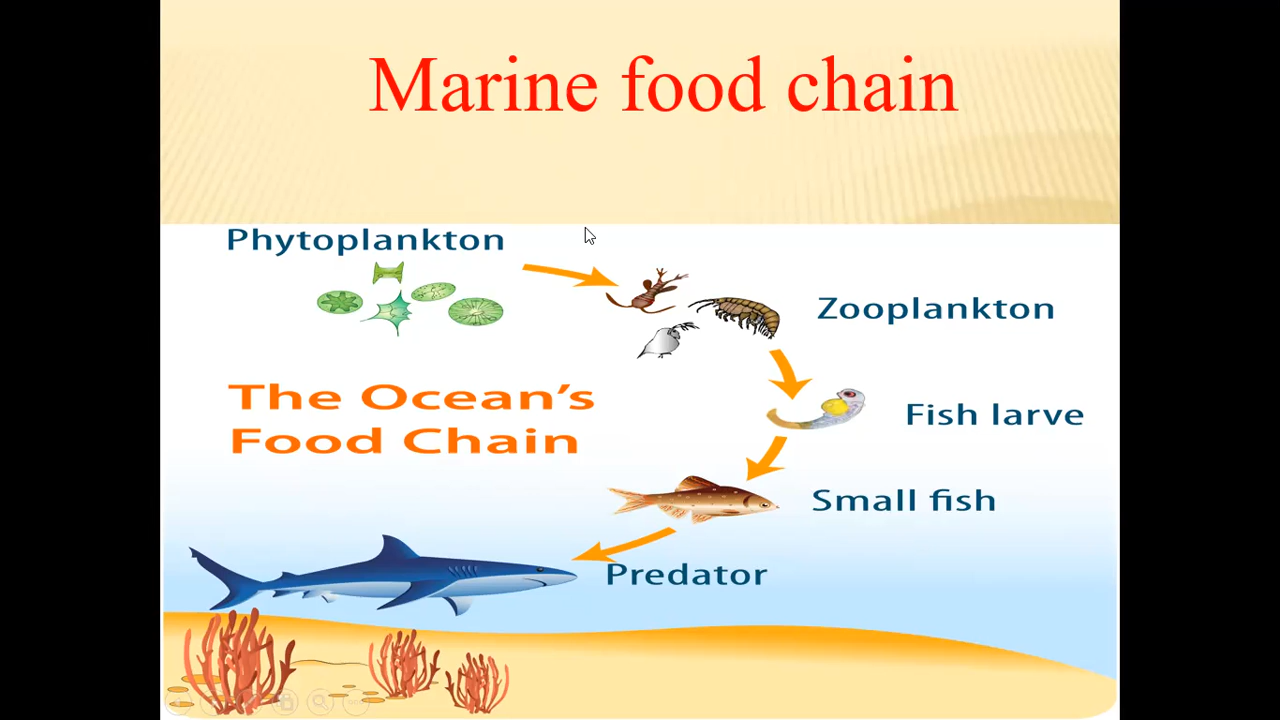 Marine food chain
Phytoplankton
Zooplankton
The Ocean's
Food Chain
Fish larve
Small fish
Predator